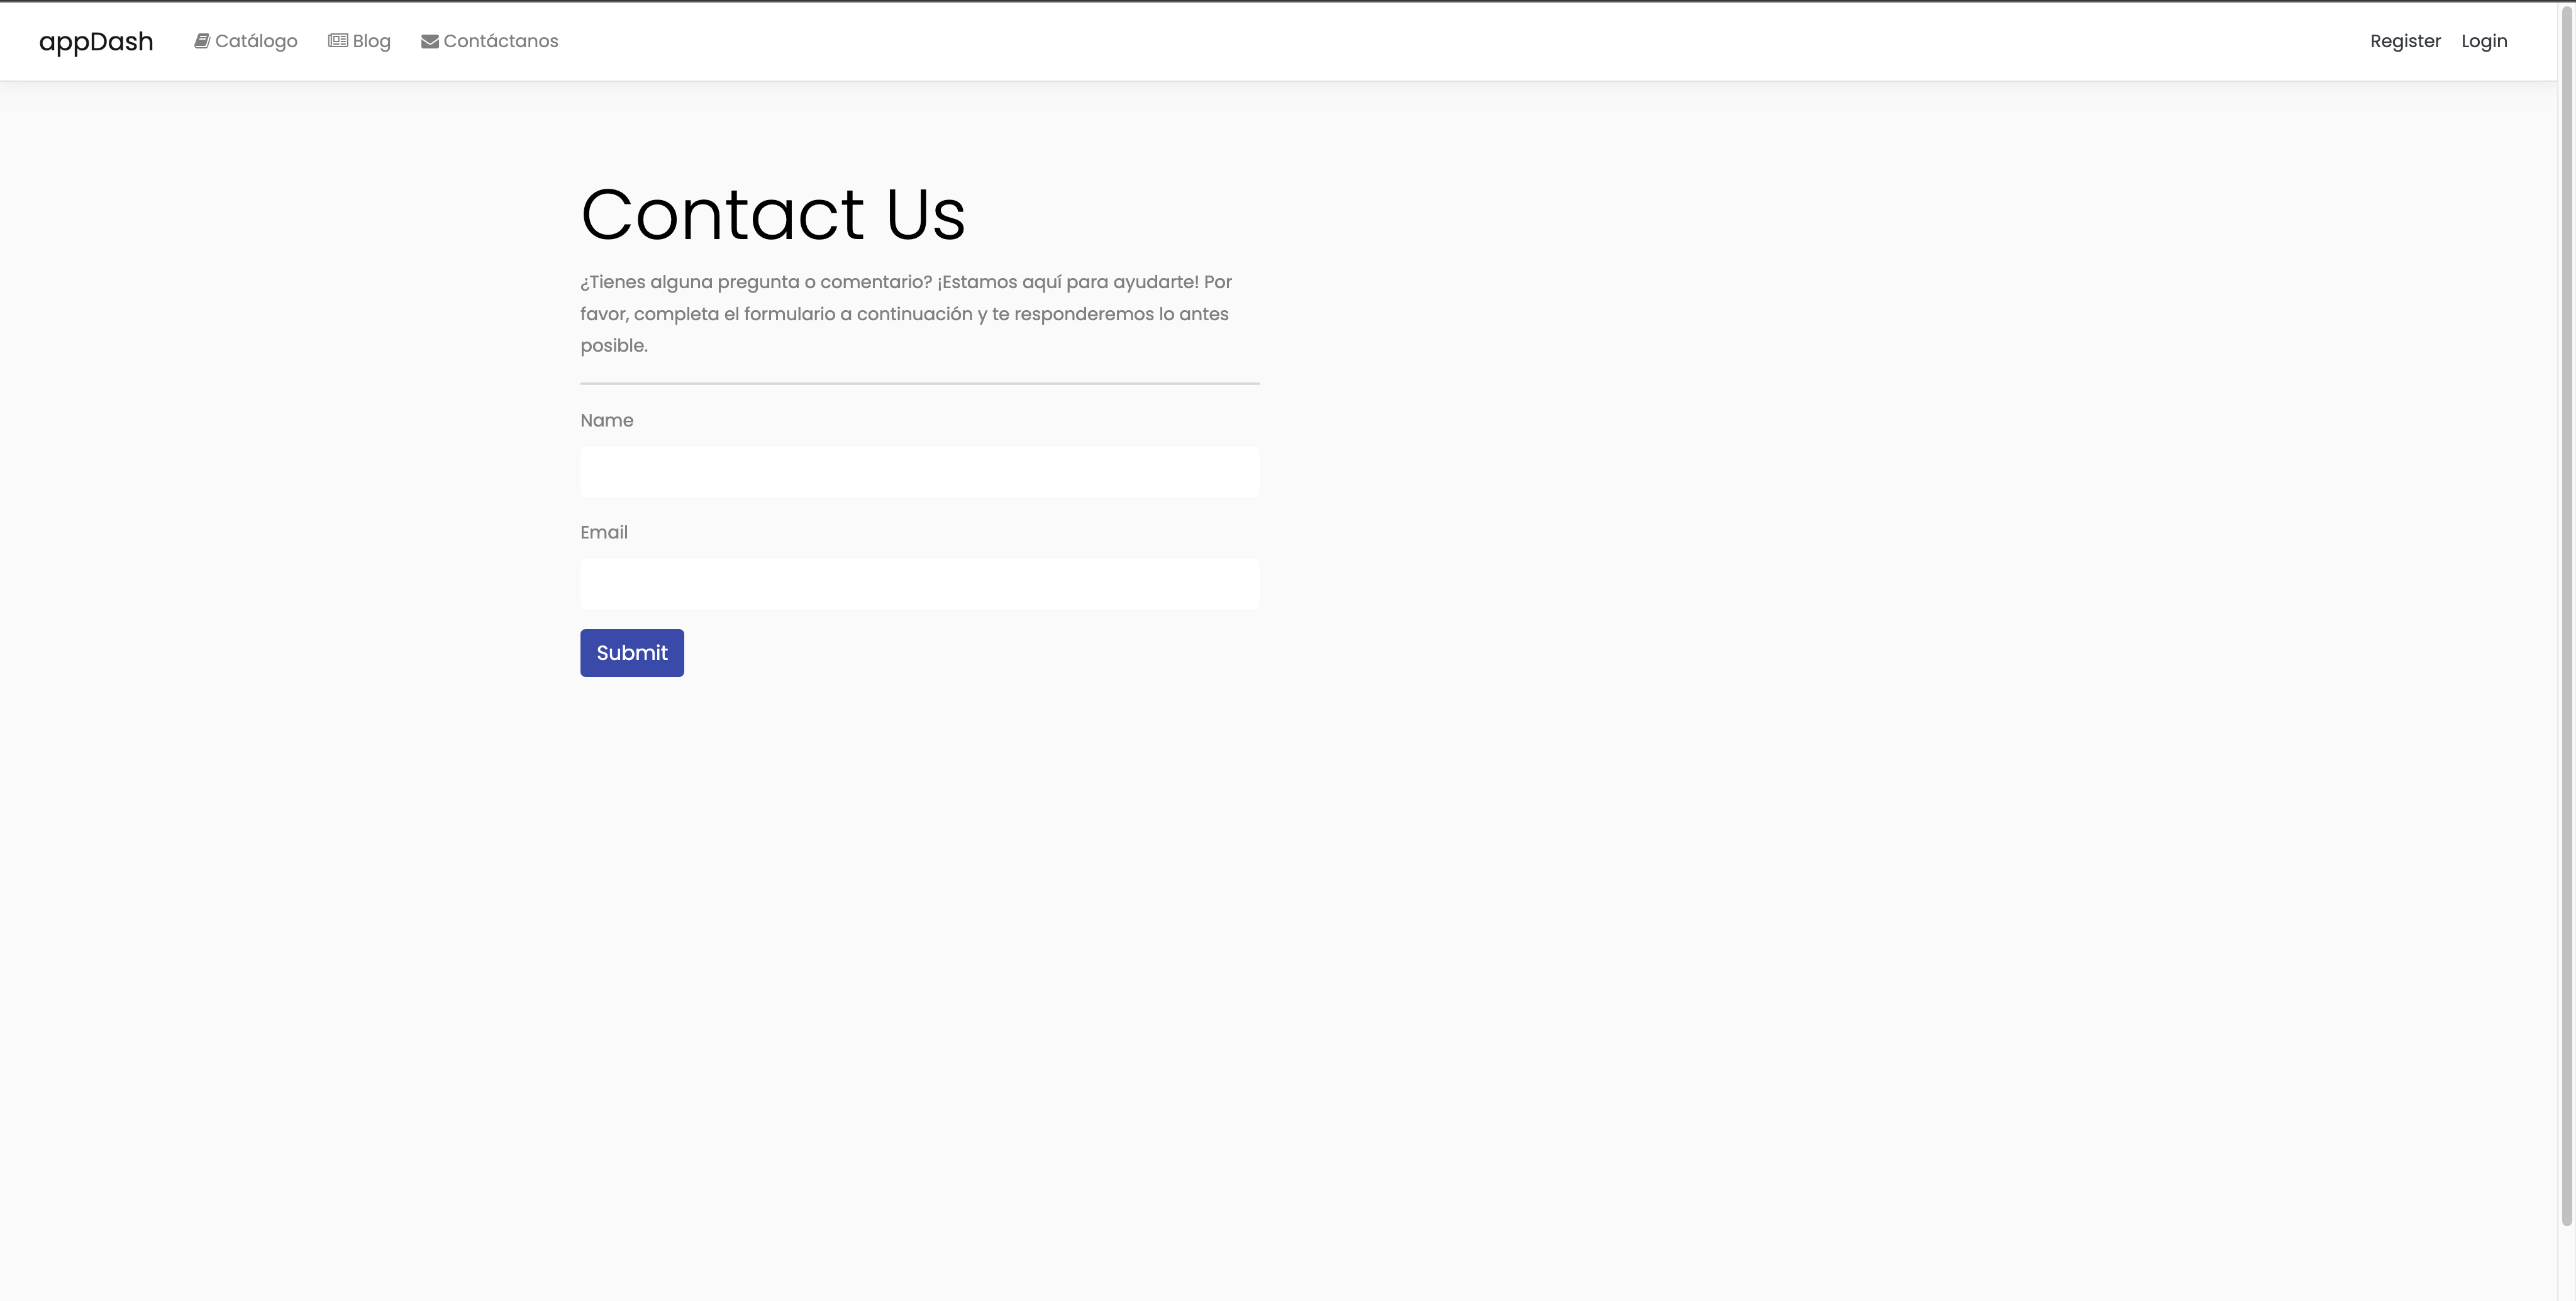 appDash Catálogo Blog Contáctanos Register Login
Contact Us
¿Tienes alguna pregunta o comentario? ¡Estamos aquí para ayudarte! Por
favor, completa el formulario a continuación y te responderemos lo antes
posible.
Name
Email
Submit